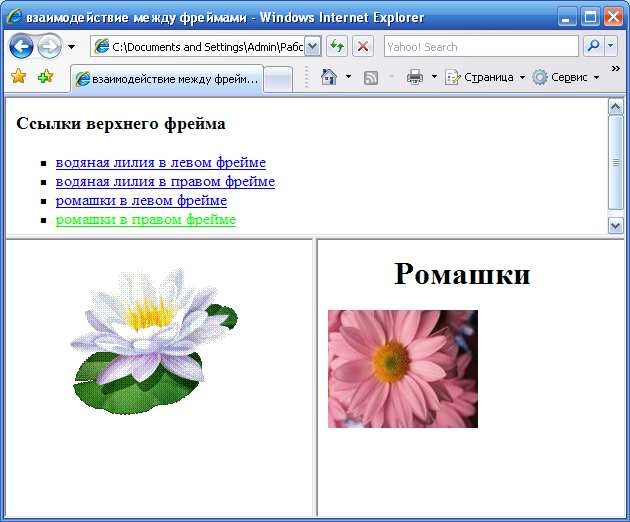 взаимодействие между фреймами - Windows Internet Explorer
C:\Documents and Settings\Admin\Рабо
Yahoo! Search
взаимодействие между фрейм...
Страница
Сервис
»
Ссылки верхнего фрейма
водяная лилия в левом фрейме
водяная лилия в правом фрейме
ромашки в левом фрейме
ромашки в правом фрейме
Ромашки